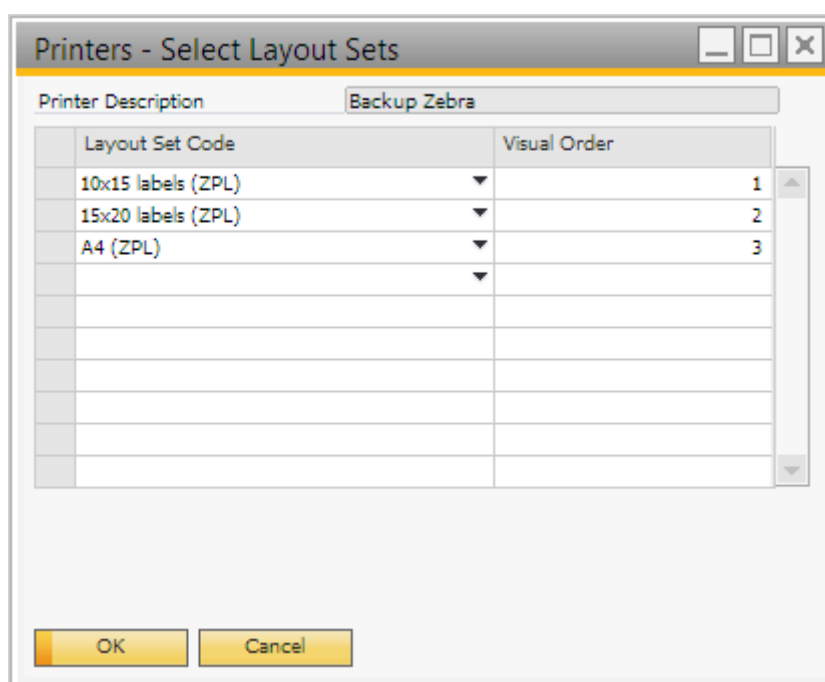 Printers - Select Layout Sets
Printer Description Backup Zebra
Layout Set Code Visual Order
10x15 labels (ZPL) 1
15x20 labels (ZPL) 2
A4 (ZPL) 3
OK Cancel